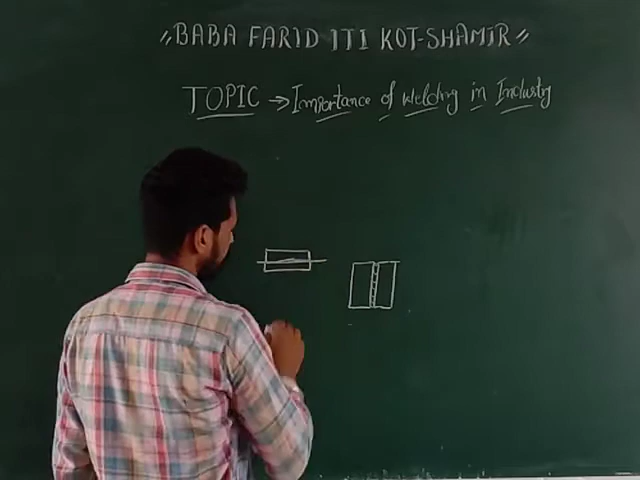 "BABA FARID ITI KOT-SHAMIR"
TOPIC → Importance of Welding in Industry